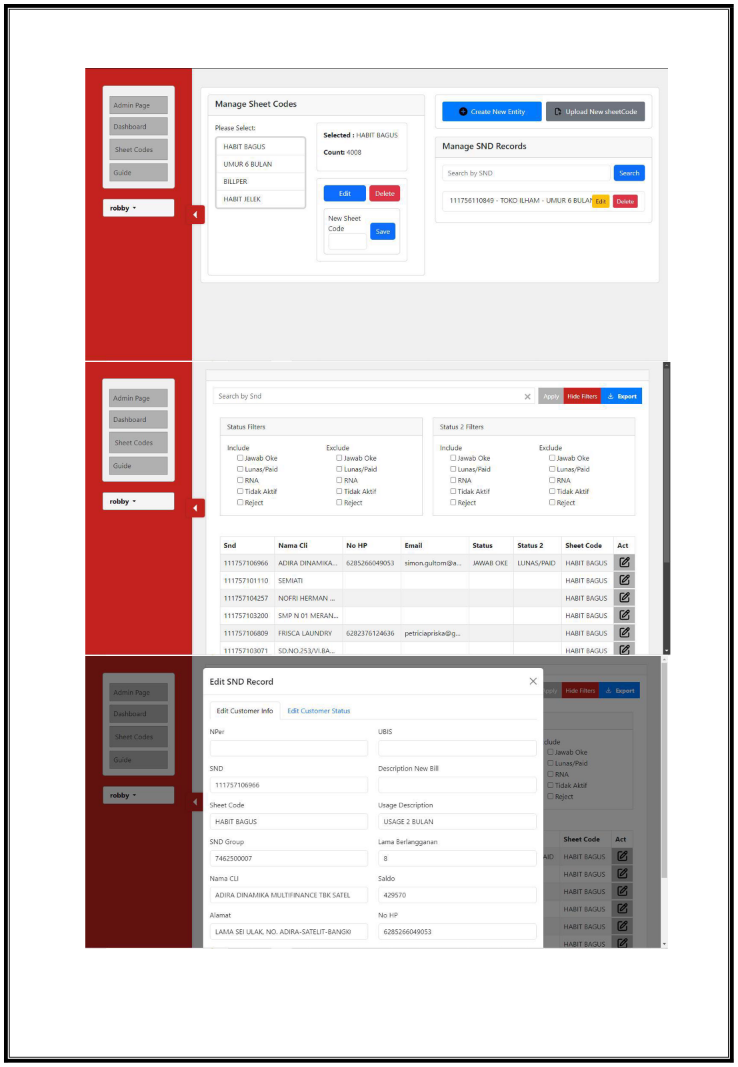 Admin Page
Dashboard
Sheet Codes
Guide
robby
Manage Sheet Codes
Please Select:
HABIT BAGUS
UMUR 6 BULAN
BILLPER
HABIT JELEK
Selected : HABIT BAGUS
Count: 4008
Edit Delete
New Sheet
Code
Save
Create New Entity Upload New sheetCode
Manage SND Records
Search by SND Search
111756110849 - TOKO ILHAM - UMUR 6 BULAN Edit Delete
Admin Page
Dashboard
Sheet Codes
Guide
robby
Search by Snd Apply Hide Filters Export
Status Filters
Include Exclude
Jawab Oke Jawab Oke
Lunas/Paid Lunas/Paid
RNA RNA
Tidak Aktif Tidak Aktif
Reject Reject
Status 2 Filters
Include Exclude
Jawab Oke Jawab Oke
Lunas/Paid Lunas/Paid
RNA RNA
Tidak Aktif Tidak Aktif
Reject Reject
Snd Nama Cli No HP Email Status Status 2 Sheet Code Act
111757106966 ADIRA DINAMIKA... 6285266049053 simon.gultom@a... JAWAB OKE LUNAS/PAID HABIT BAGUS
111757101110 SEMIATI HABIT BAGUS
111757104257 NOFRI HERMAN ... HABIT BAGUS
111757103200 SMP N 01 MERAN... HABIT BAGUS
111757106809 FRISCA LAUNDRY 6282376124636 petriciapriska@g... HABIT BAGUS
111757103071 SD.NO.253/VI.BA... HABIT BAGUS
Admin Page
Dashboard
Sheet Codes
Guide
robby
Edit SND Record
Edit Customer Info Edit Customer Status
NPer UBIS
SND Description New Bill
111757106966
Sheet Code Usage Description
HABIT BAGUS USAGE 2 BULAN
SND Group Lama Berlangganan
7462500007 8
Nama CLI Saldo
ADIRA DINAMIKA MULTIFINANCE TBK SATEL 429570
Alamat No HP
LAMA SEI ULAK, NO. ADIRA-SATELIT-BANGKI 6285266049053
Apply Hide Filters Export
clude
Jawab Oke
Lunas/Paid
RNA
Tidak Aktif
Reject
Sheet Code Act
AID HABIT BAGUS
HABIT BAGUS
HABIT BAGUS
HABIT BAGUS
HABIT BAGUS
HABIT BAGUS